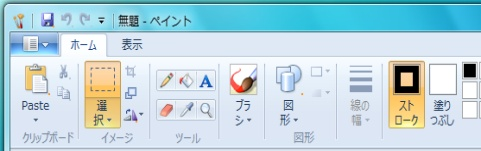 無題 - ペイント
ホーム 表示
Paste
選
択
A
ブラ
シ
図
形
線の
幅
スト
ローク
塗り
つぶし
クリップボード イメージ ツール 図形